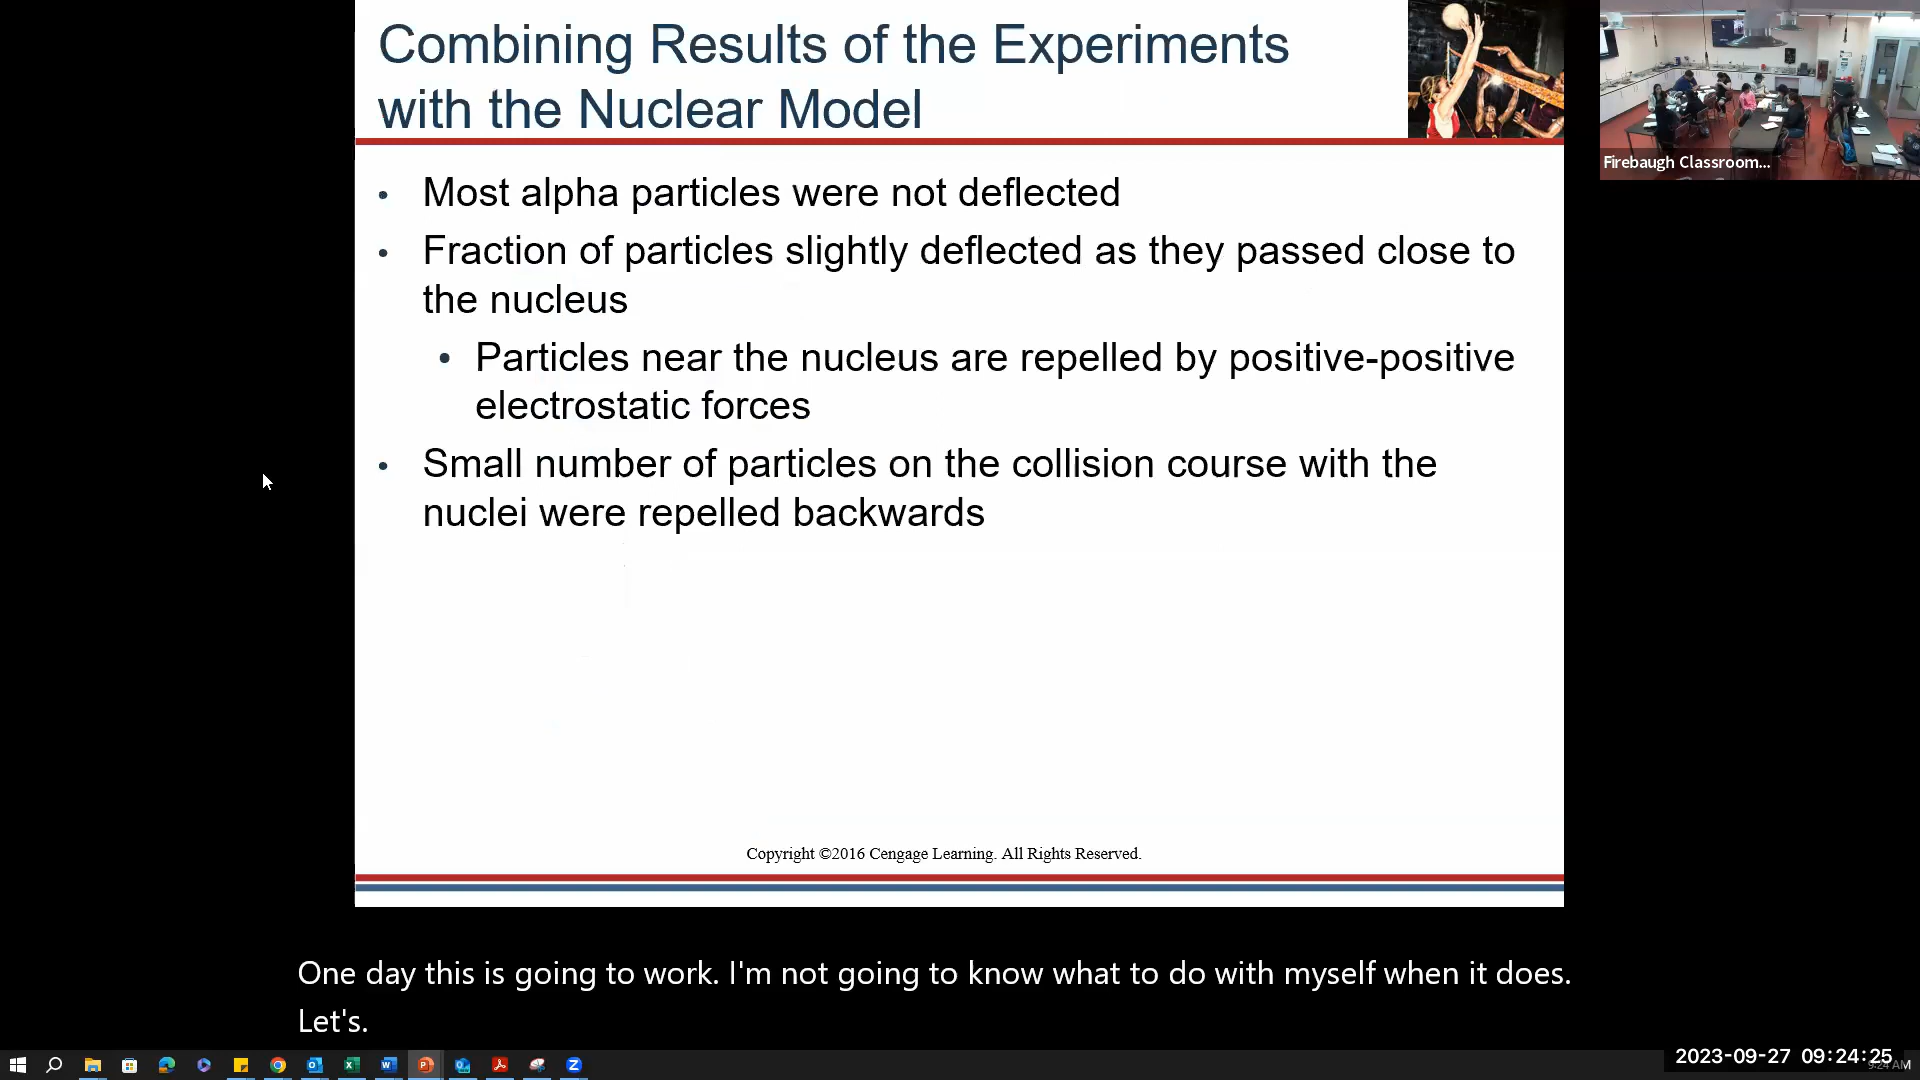 Combining Results of the Experiments
with the Nuclear Model
• Most alpha particles were not deflected
• Fraction of particles slightly deflected as they passed close to
the nucleus
• Particles near the nucleus are repelled by positive-positive
electrostatic forces
• Small number of particles on the collision course with the
nuclei were repelled backwards
Copyright ©2016 Cengage Learning. All Rights Reserved.
Firebaugh Classroom...
One day this is going to work. I'm not going to know what to do with myself when it does.
Let's.
2023-09-27 09:24:25
9:24 AM